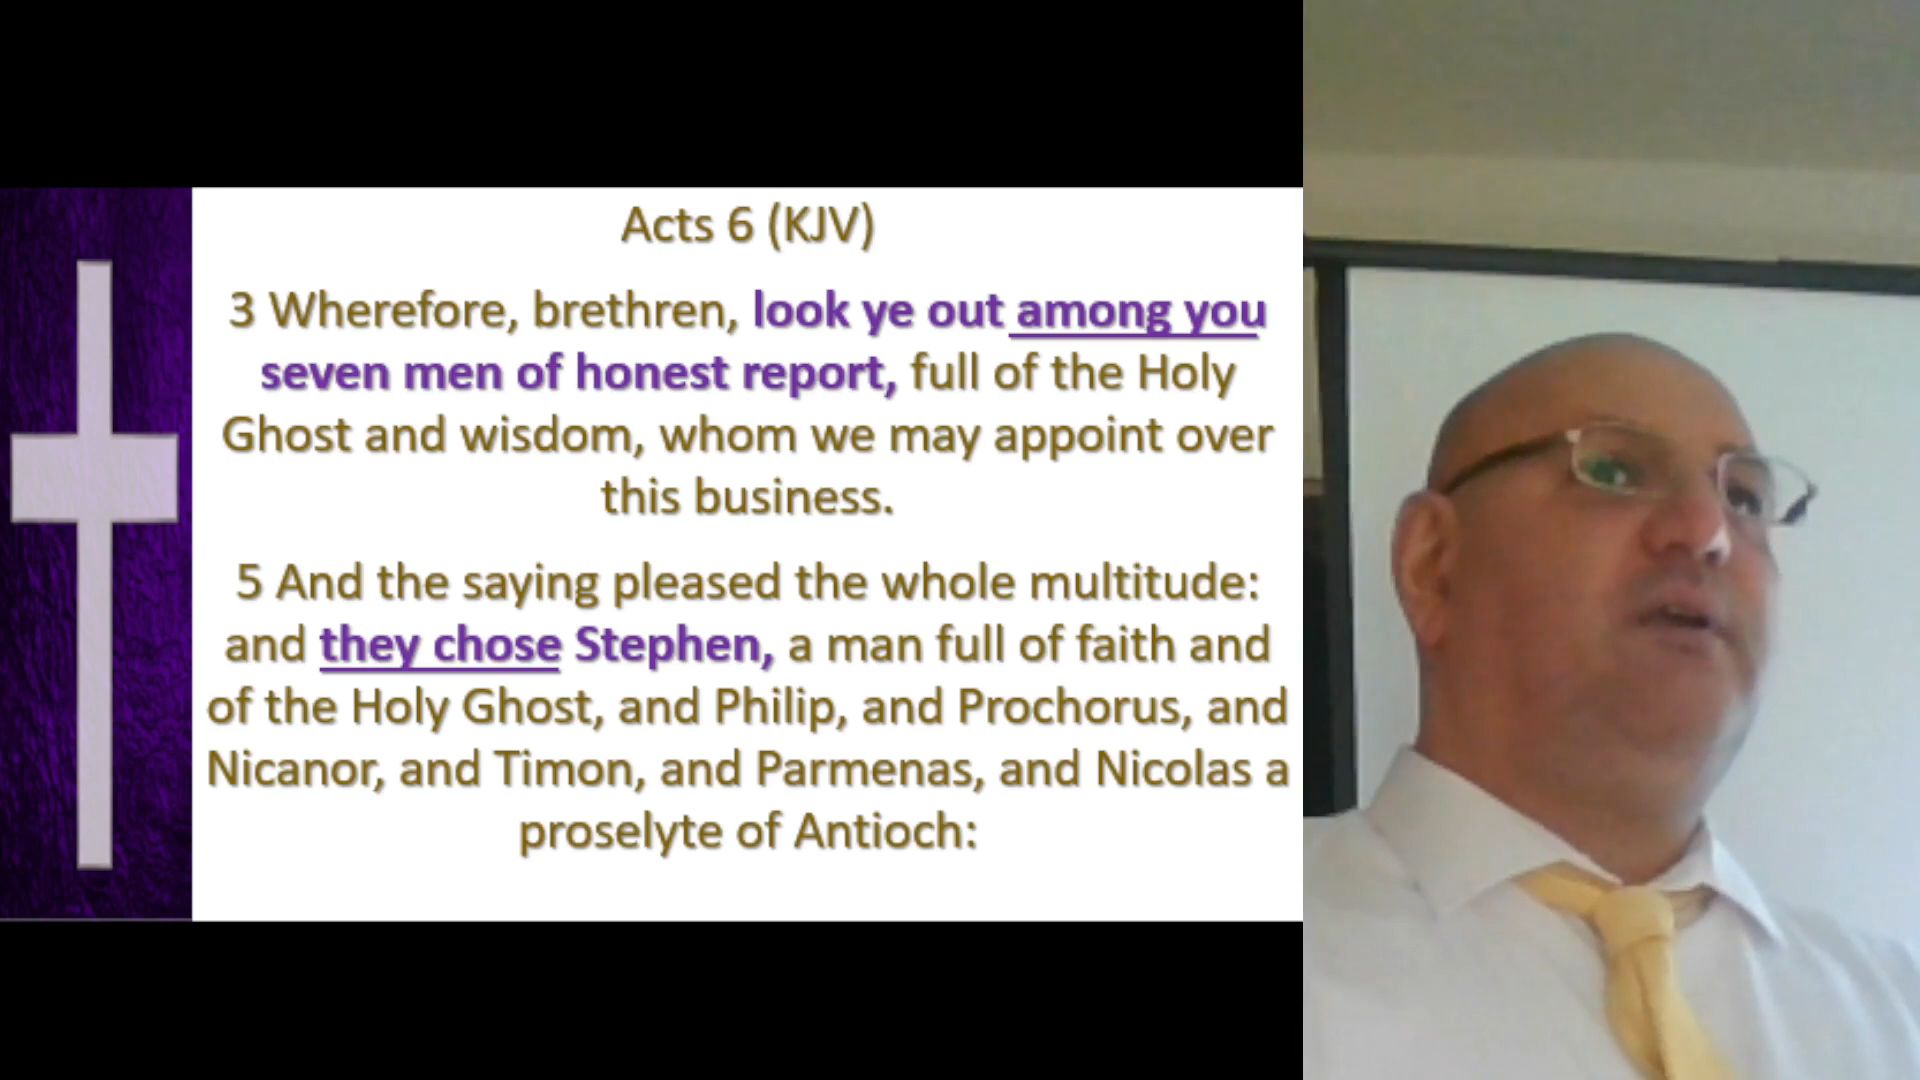 Acts 6 (KJV)
3 Wherefore, brethren, look ye out among you
seven men of honest report, full of the Holy
Ghost and wisdom, whom we may appoint over
this business.
5 And the saying pleased the whole multitude:
and they chose Stephen, a man full of faith and
of the Holy Ghost, and Philip, and Prochorus, and
Nicanor, and Timon, and Parmenas, and Nicolas a
proselyte of Antioch: